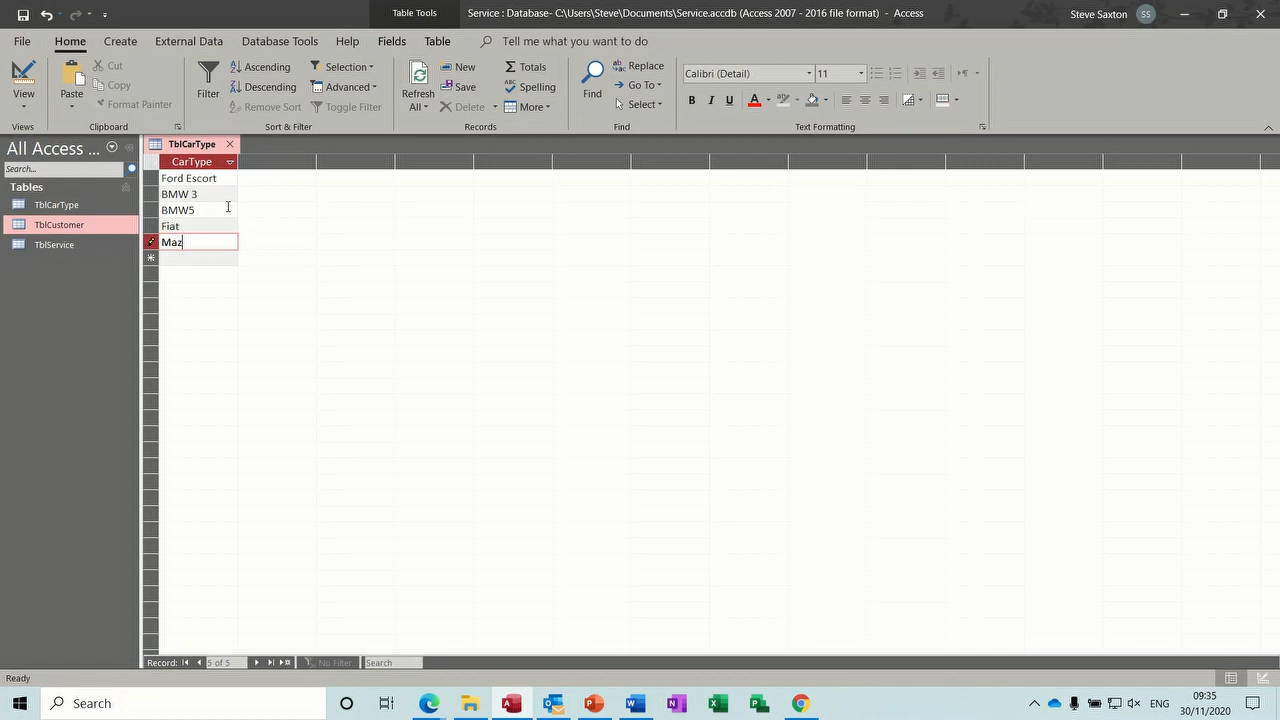 Table Tools
Service : Database- C:\Users\Steve\Documents\Service.accdb (Access 2007 - 2016 file format) - Access
Steve Saxton
SS
File
Home
Create
External Data
Database Tools
Help
Fields
Table
Tell me what you want to do
View
Views
Paste
Cut
Copy
Format Painter
Clipboard
Filter
Ascending
Descending
Remove Sort
Selection
Advanced
Toggle Filter
Sort & Filter
Refresh
All
New
Save
Delete
Totals
Spelling
More
Records
Find
Replace
Go To
Select
Find
Calibri (Detail)
11
B I U
Text Formatting
All Access ...
Search...
Tables
TblCarType
TblCustomer
TblService
TblCarType
CarType
Ford Escort
BMW 3
BMW5
Fiat
Maz
Record:
5 of 5
No Filter
Search
Ready
Search
ENG
09:35
30/11/2020